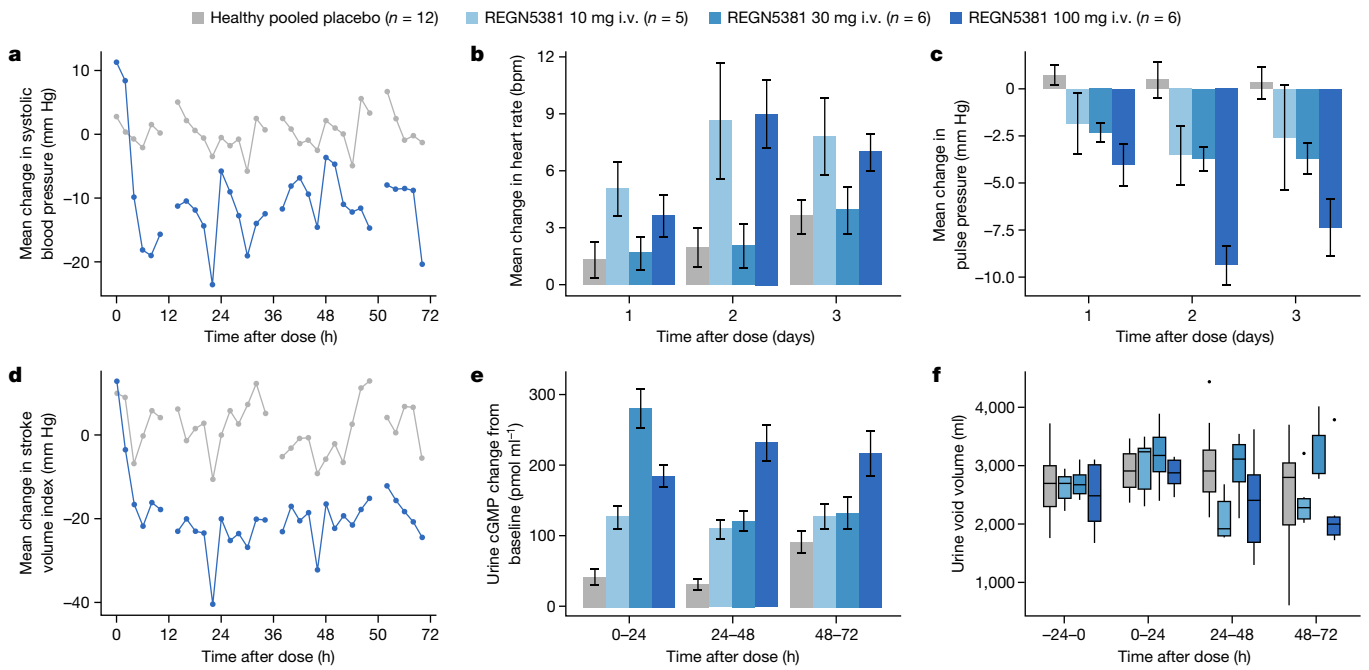 Healthy pooled placebo (n = 12) REGN5381 10 mg i.v. (n = 5) REGN5381 30 mg i.v. (n = 6) REGN5381 100 mg i.v. (n = 6)
a
Mean change in systolic
blood pressure (mm Hg)
10
0
−10
−20
0 12 24 36 48 50 60 72
Time after dose (h)
b
Mean change in heart rate (bpm)
12
9
6
3
0
1 2 3
Time after dose (days)
c
Mean change in
pulse pressure (mm Hg)
0
−2.5
−5.0
−7.5
−10.0
1 2 3
Time after dose (days)
d
Mean change in stroke
volume index (mm Hg)
0
−20
−40
0 12 24 36 48 50 72
Time after dose (h)
e
Urine cGMP change from
baseline (pmol ml−1)
300
200
100
0
0–24 24–48 48–72
Time after dose (h)
f
Urine void volume (ml)
4,000
3,000
2,000
1,000
−24–0 0–24 24–48 48–72
Time after dose (h)